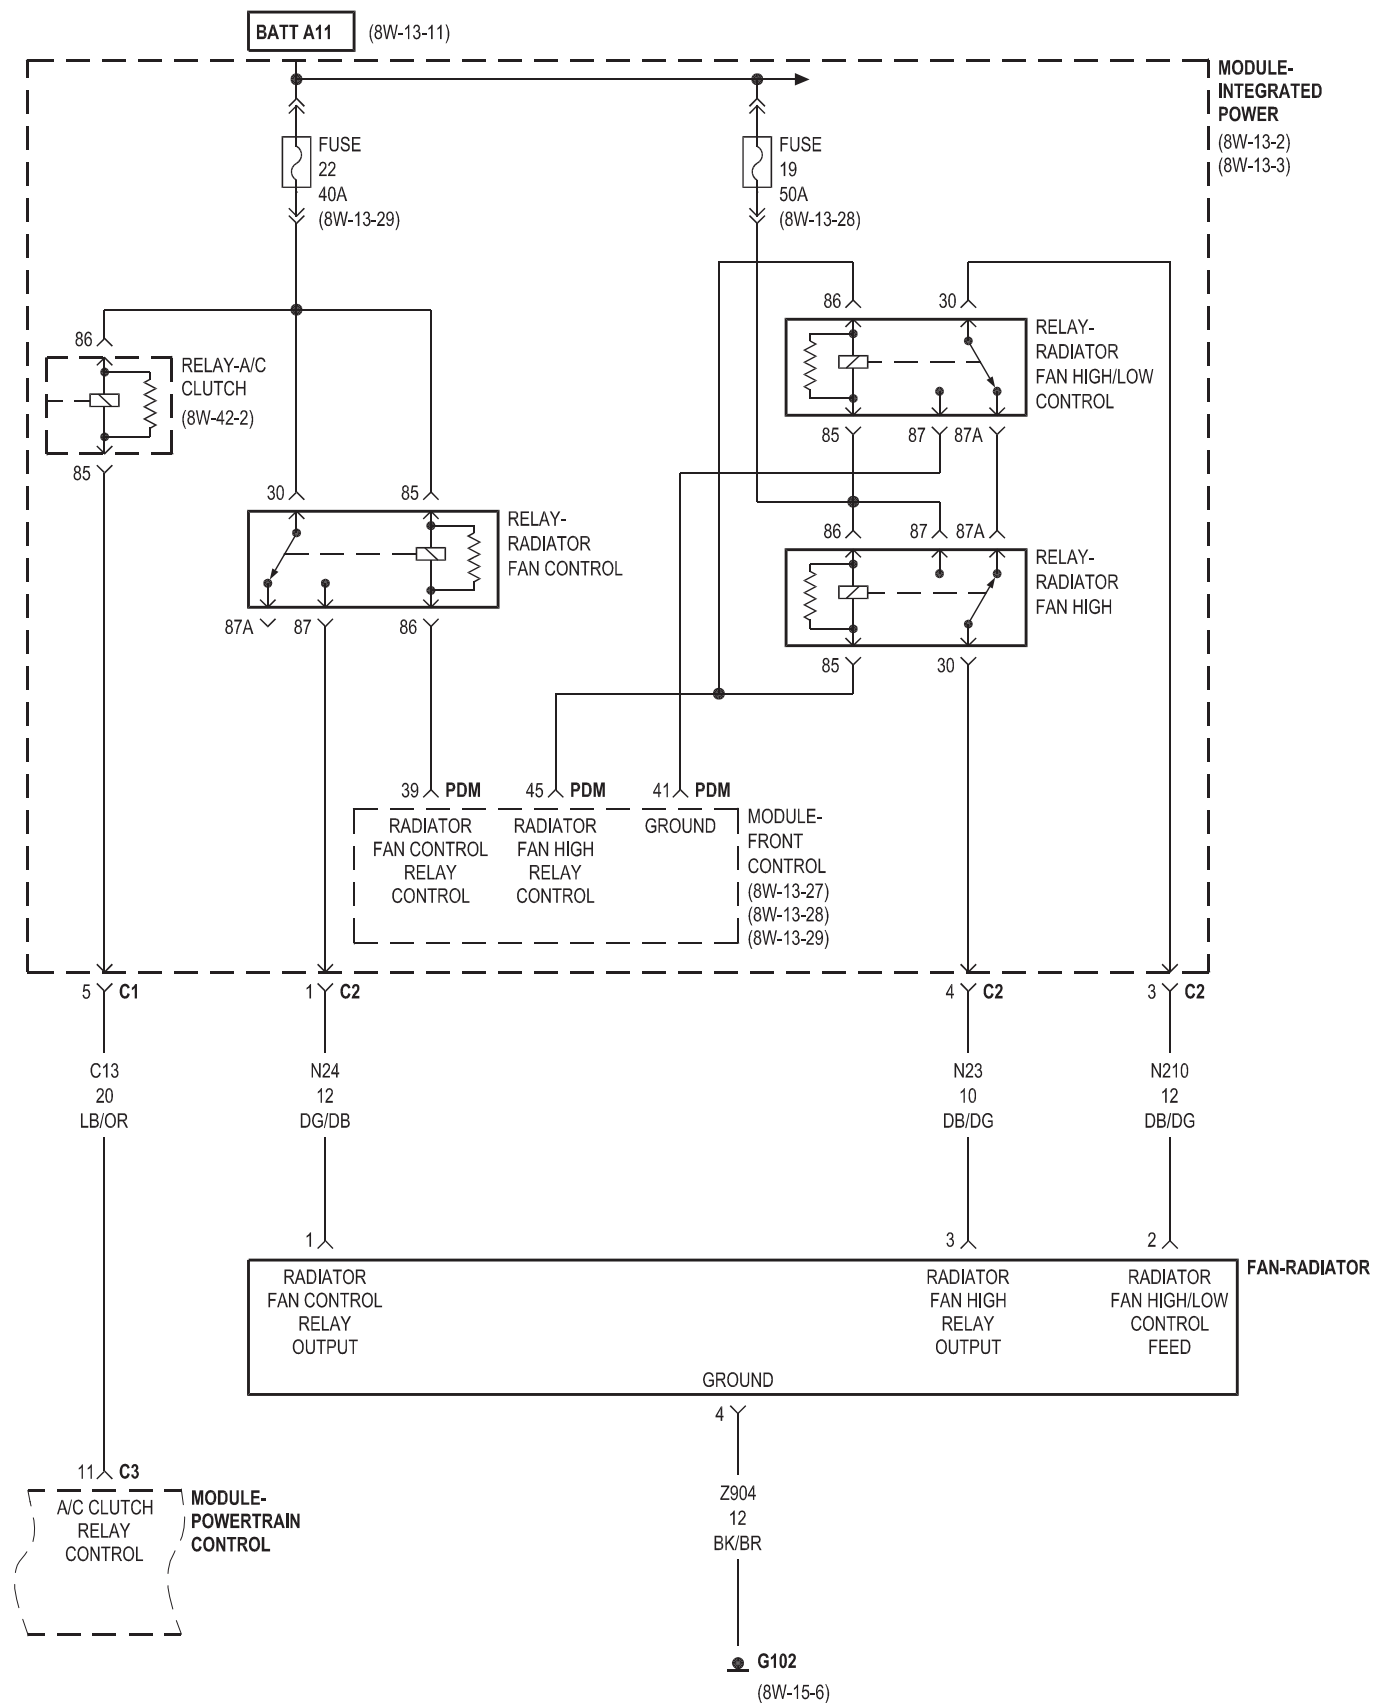 BATT A11 (8W-13-11)
MODULE-
INTEGRATED
POWER
(8W-13-2)
(8W-13-3)
FUSE
22
40A
(8W-13-29)
FUSE
19
50A
(8W-13-28)
86
RELAY-A/C
CLUTCH
(8W-42-2)
85
30 85
RELAY-
RADIATOR
FAN CONTROL
87A 87 86
86 30
RELAY-
RADIATOR
FAN HIGH/LOW
CONTROL
85 87 87A
86 87 87A
RELAY-
RADIATOR
FAN HIGH
85 30
39 PDM 45 PDM 41 PDM
RADIATOR
FAN CONTROL
RELAY
CONTROL
RADIATOR
FAN HIGH
RELAY
CONTROL
GROUND
MODULE-
FRONT
CONTROL
(8W-13-27)
(8W-13-28)
(8W-13-29)
5 C1 1 C2 4 C2 3 C2
C13
20
LB/OR
N24
12
DG/DB
N23
10
DB/DG
N210
12
DB/DG
1 3 2
FAN-RADIATOR
RADIATOR
FAN CONTROL
RELAY
OUTPUT
RADIATOR
FAN HIGH
RELAY
OUTPUT
RADIATOR
FAN HIGH/LOW
CONTROL
FEED
GROUND
4
11 C3
A/C CLUTCH
RELAY
CONTROL
MODULE-
POWERTRAIN
CONTROL
Z904
12
BK/BR
G102
(8W-15-6)